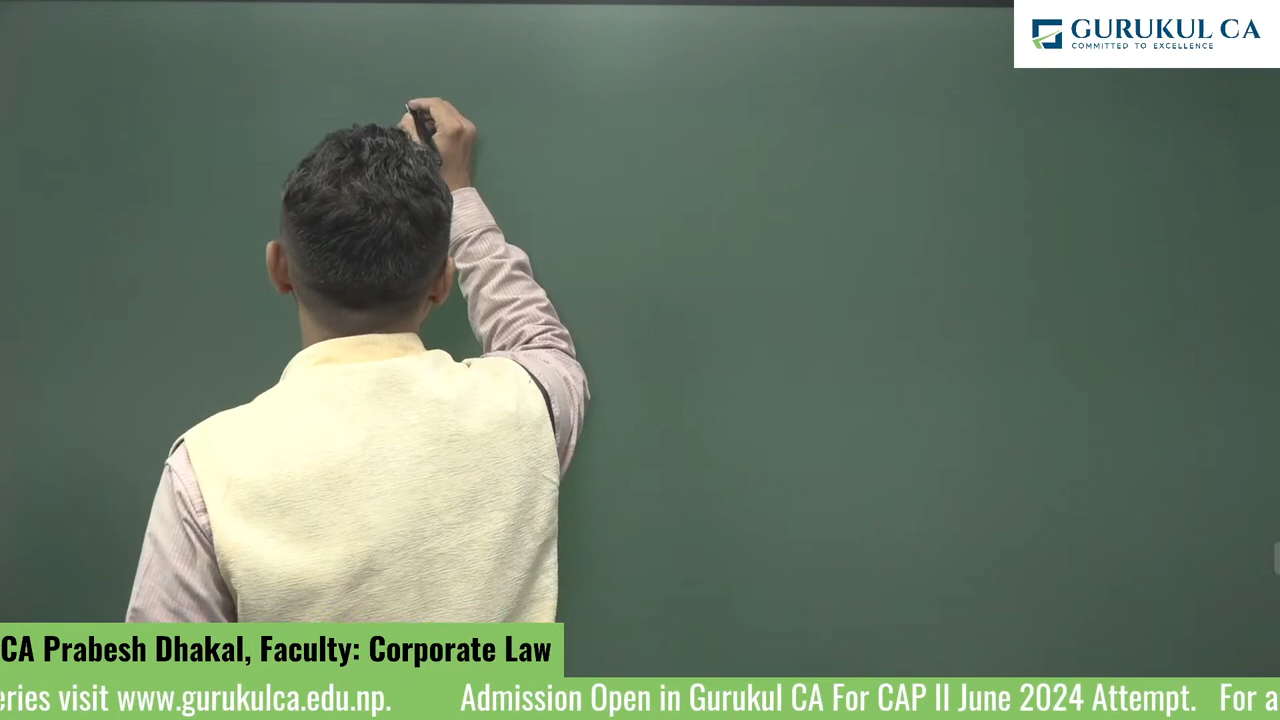 GURUKUL CA
COMMITTED TO EXCELLENCE
CA Prabesh Dhakal, Faculty: Corporate Law
eries visit www.gurukulca.edu.np. Admission Open in Gurukul CA For CAP II June 2024 Attempt. For a